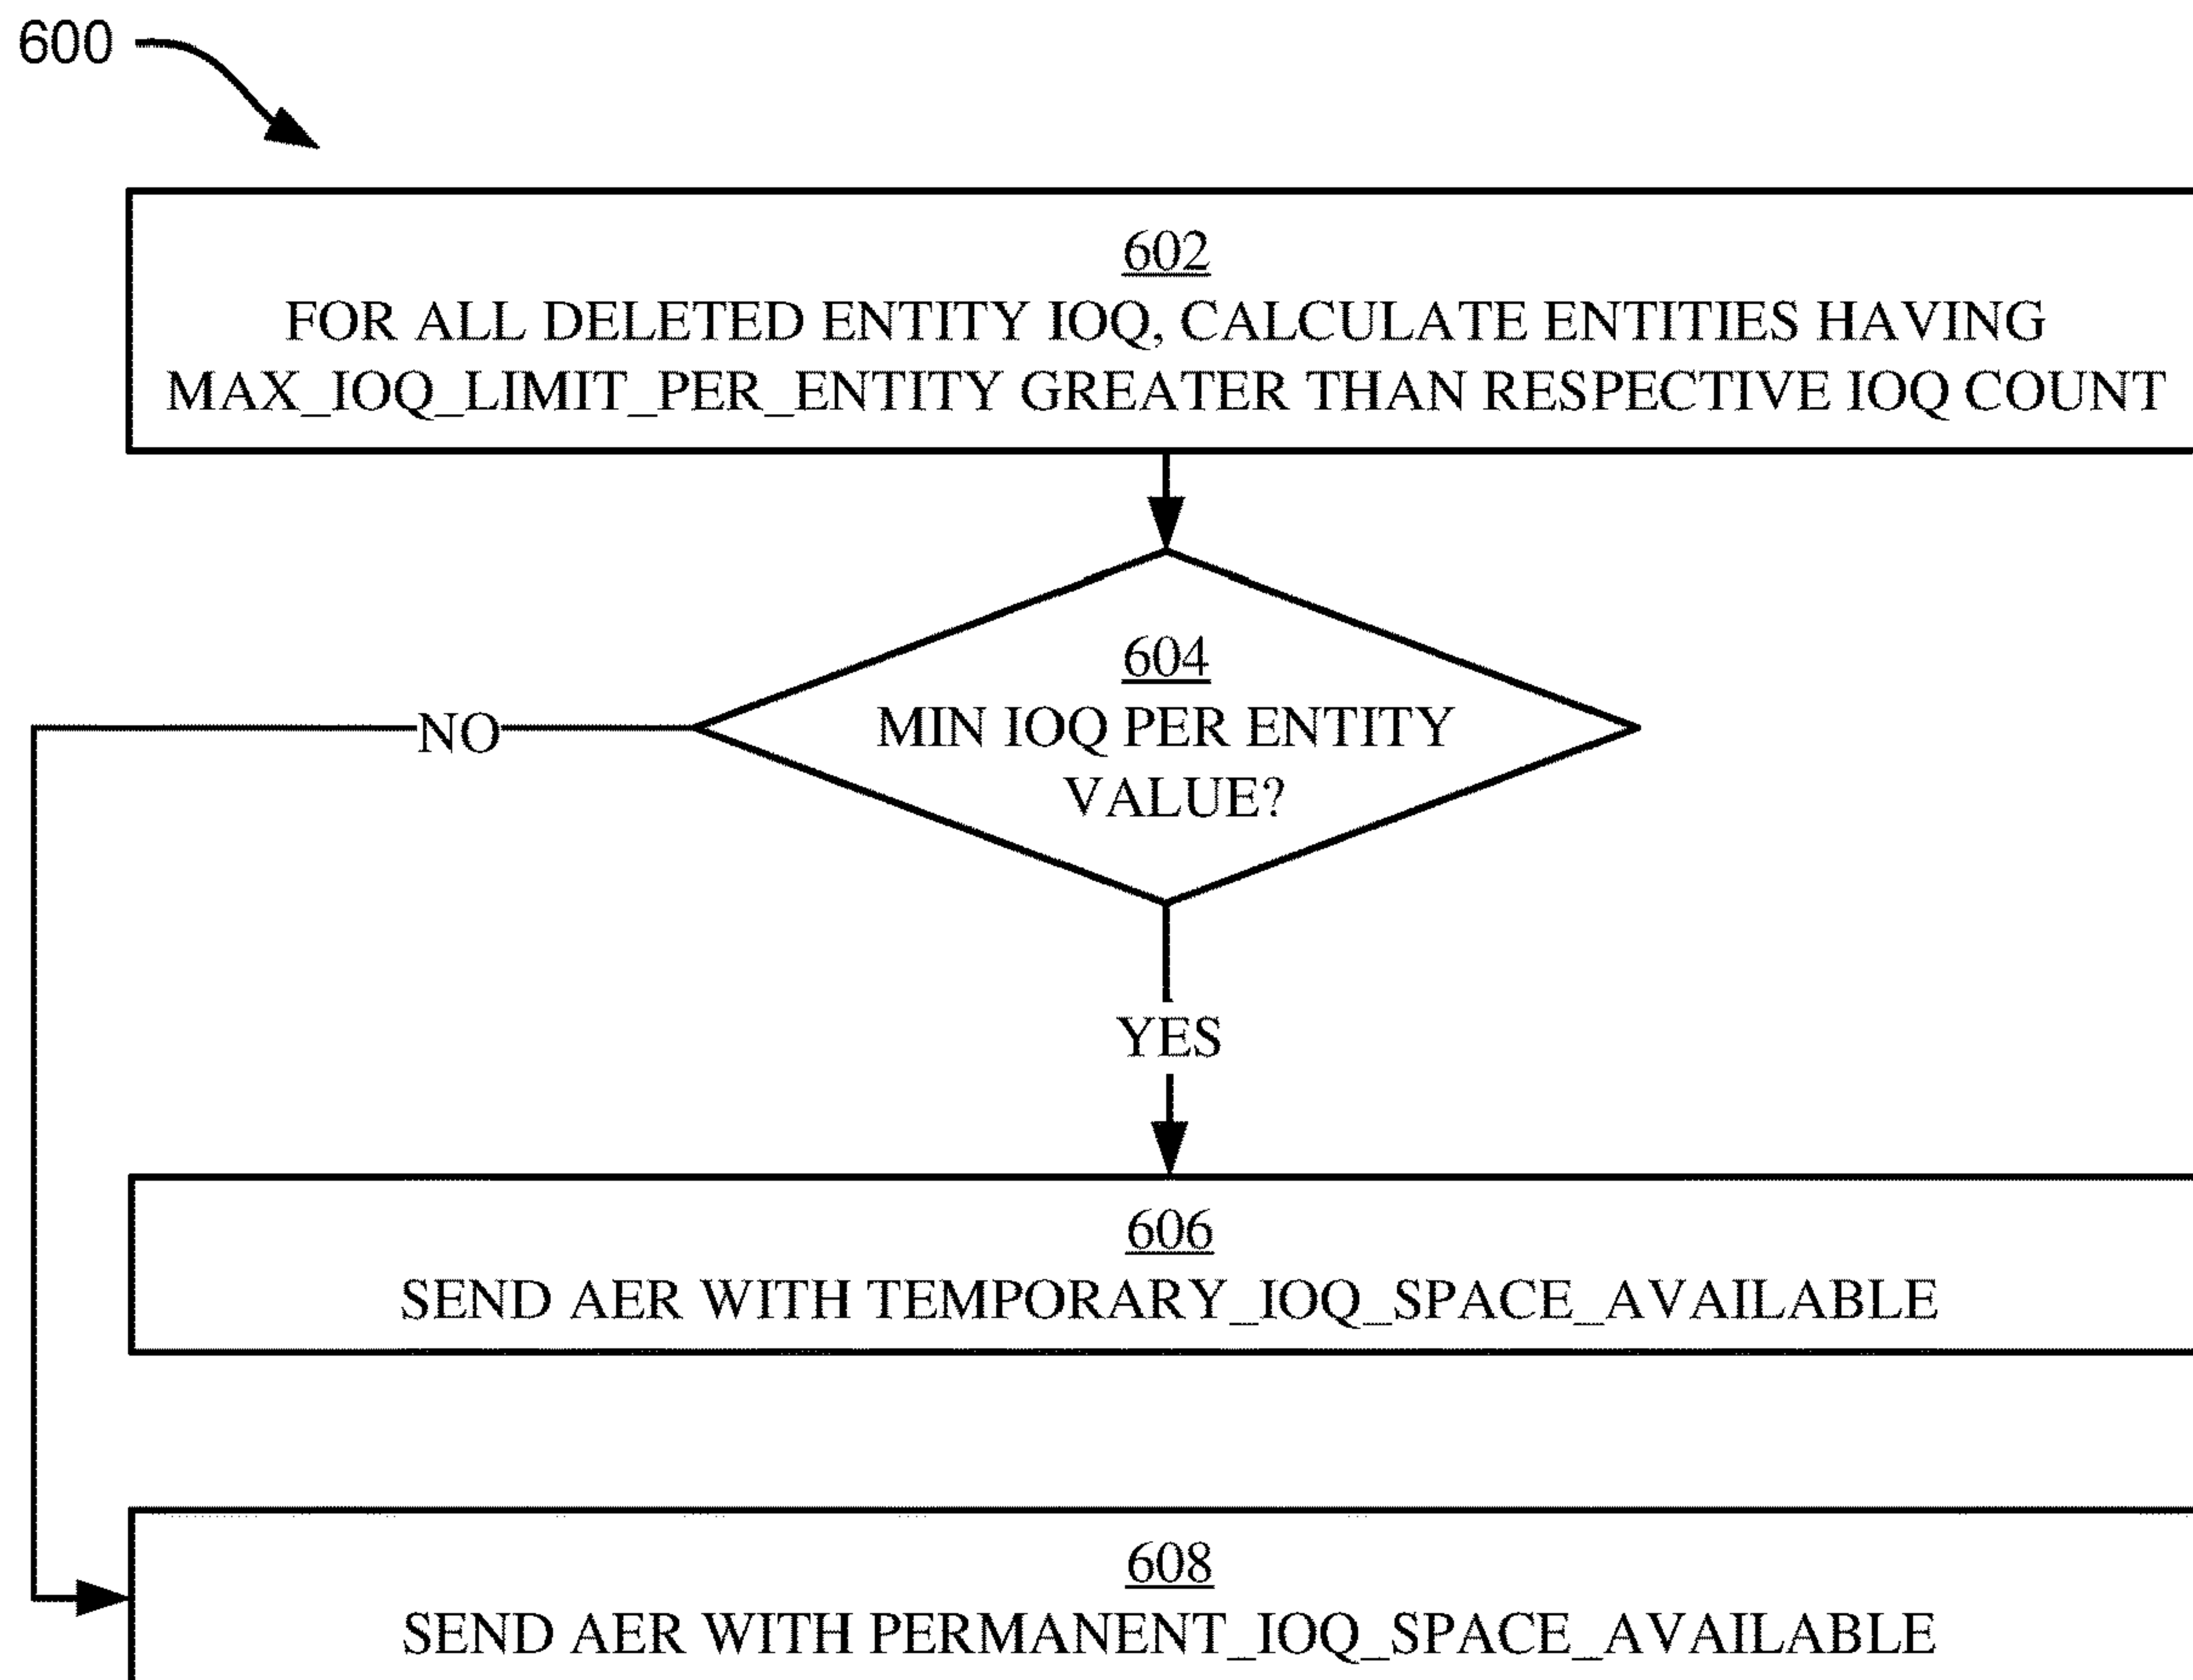 600
602
FOR ALL DELETED ENTITY IOQ, CALCULATE ENTITIES HAVING
MAX_IOQ_LIMIT_PER_ENTITY GREATER THAN RESPECTIVE IOQ COUNT
604
MIN IOQ PER ENTITY
VALUE?
NO
YES
606
SEND AER WITH TEMPORARY_IOQ_SPACE_AVAILABLE
608
SEND AER WITH PERMANENT_IOQ_SPACE_AVAILABLE